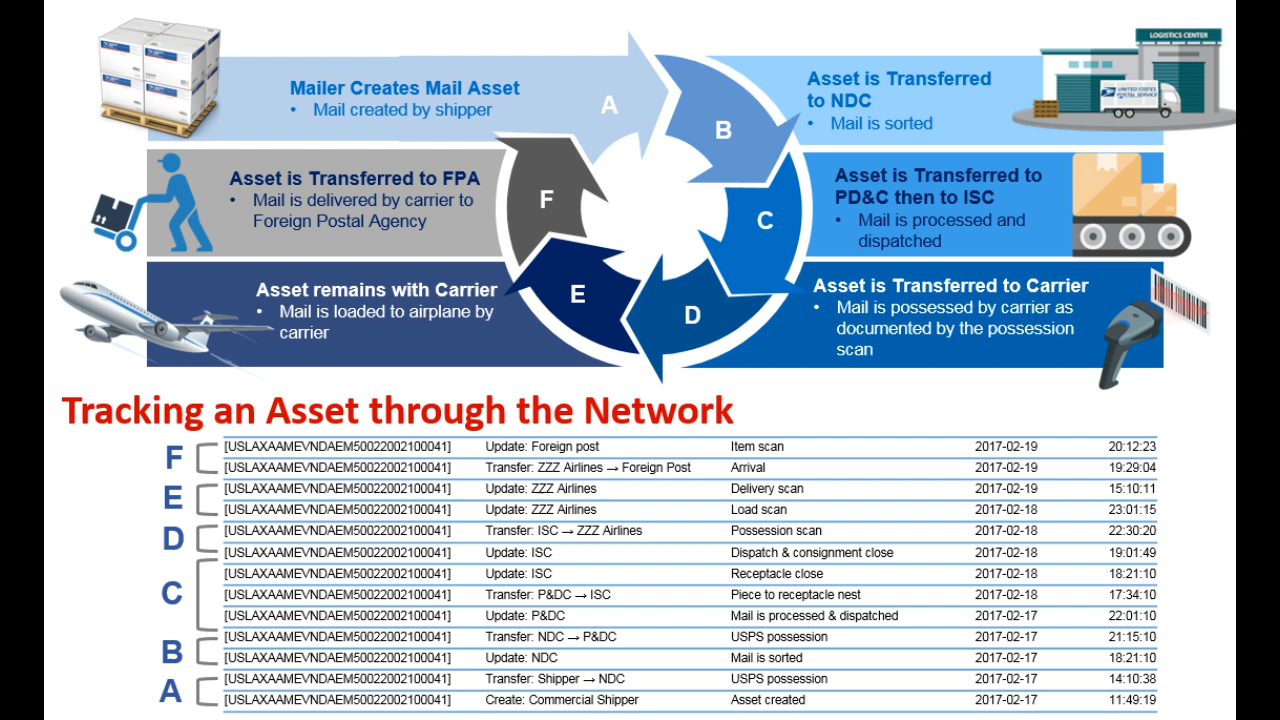 Mailer Creates Mail Asset
• Mail created by shipper
A
Asset is Transferred
to NDC
• Mail is sorted
B
LOGISTICS CENTER
UNITED STATES
POSTAL SERVICE
Asset is Transferred to FPA
• Mail is delivered by carrier to
Foreign Postal Agency
F
Asset is Transferred to
PD&C then to ISC
• Mail is processed and
dispatched
C
Asset remains with Carrier
• Mail is loaded to airplane by
carrier
E
Asset is Transferred to Carrier
• Mail is possessed by carrier as
documented by the possession
scan
D
Tracking an Asset through the Network
F
[USLAXAAMEVNDAEM50022002100041] Update: Foreign post Item scan 2017-02-19 20:12:23
[USLAXAAMEVNDAEM50022002100041] Transfer: ZZZ Airlines → Foreign Post Arrival 2017-02-19 19:29:04
E
[USLAXAAMEVNDAEM50022002100041] Update: ZZZ Airlines Delivery scan 2017-02-19 15:10:11
[USLAXAAMEVNDAEM50022002100041] Update: ZZZ Airlines Load scan 2017-02-18 23:01:15
D
[USLAXAAMEVNDAEM50022002100041] Transfer: ISC → ZZZ Airlines Possession scan 2017-02-18 22:30:20
[USLAXAAMEVNDAEM50022002100041] Update: ISC Dispatch & consignment close 2017-02-18 19:01:49
C
[USLAXAAMEVNDAEM50022002100041] Update: ISC Receptacle close 2017-02-18 18:21:10
[USLAXAAMEVNDAEM50022002100041] Transfer: P&DC → ISC Piece to receptacle nest 2017-02-18 17:34:10
[USLAXAAMEVNDAEM50022002100041] Update: P&DC Mail is processed & dispatched 2017-02-17 22:01:10
B
[USLAXAAMEVNDAEM50022002100041] Transfer: NDC → P&DC USPS possession 2017-02-17 21:15:10
[USLAXAAMEVNDAEM50022002100041] Update: NDC Mail is sorted 2017-02-17 18:21:10
A
[USLAXAAMEVNDAEM50022002100041] Transfer: Shipper → NDC USPS possession 2017-02-17 14:10:38
[USLAXAAMEVNDAEM50022002100041] Create: Commercial Shipper Asset created 2017-02-17 11:49:19